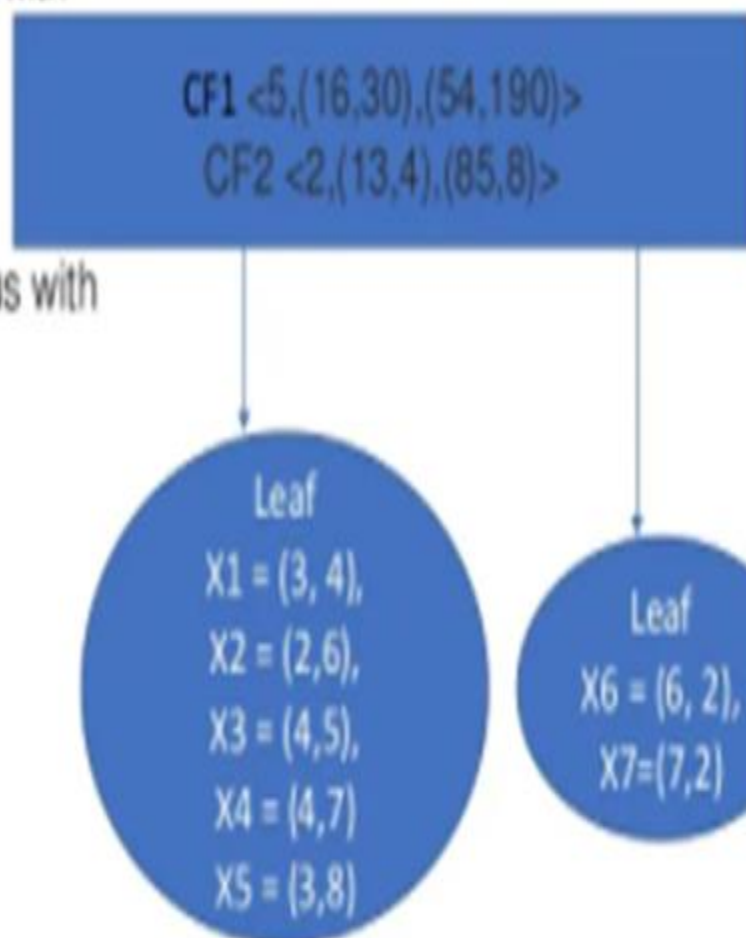 CF1 <5,(16,30),(54,190)>
CF2 <2,(13,4),(85,8)>
with
Leaf
X1 = (3, 4),
X2 = (2,6),
X3 = (4,5),
X4 = (4,7)
X5 = (3,8)
Leaf
X6 = (6, 2),
X7=(7,2)